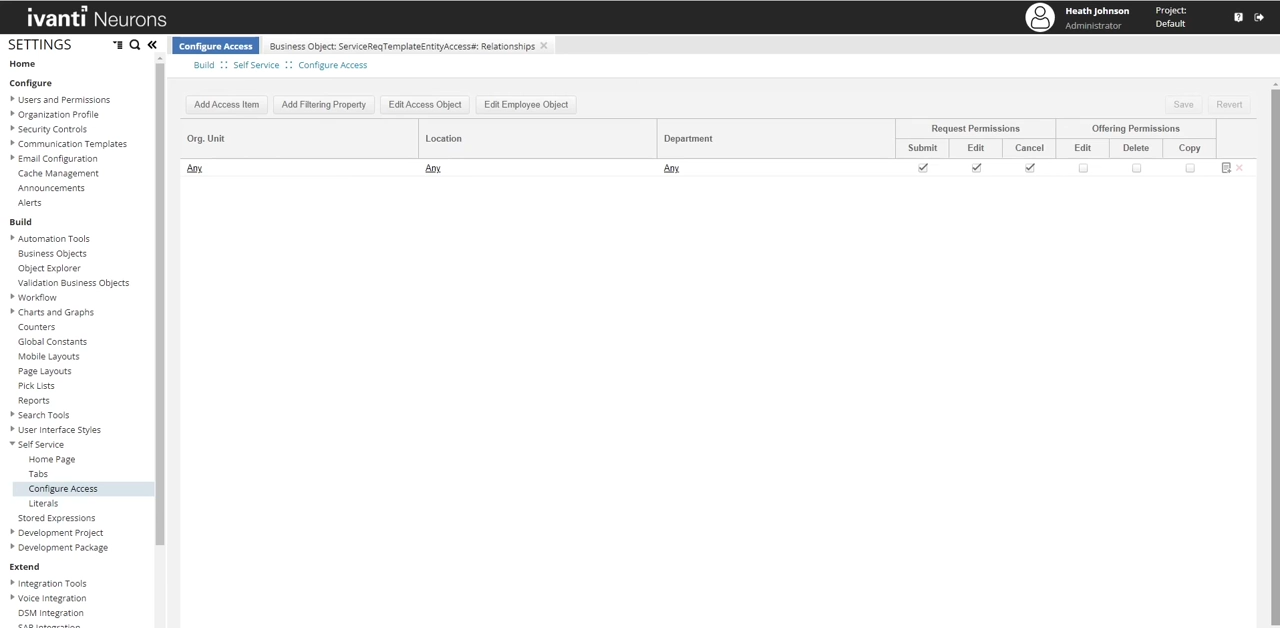 ivanti Neurons
Heath Johnson
Administrator
Project:
Default
SETTINGS
Configure Access
Business Object: ServiceReqTemplateEntityAccess#: Relationships
Build :: Self Service :: Configure Access
Home
Configure
Users and Permissions
Organization Profile
Security Controls
Communication Templates
Email Configuration
Cache Management
Announcements
Alerts
Build
Automation Tools
Business Objects
Object Explorer
Validation Business Objects
Workflow
Charts and Graphs
Counters
Global Constants
Mobile Layouts
Page Layouts
Pick Lists
Reports
Search Tools
User Interface Styles
Self Service
Home Page
Tabs
Configure Access
Literals
Stored Expressions
Development Project
Development Package
Extend
Integration Tools
Voice Integration
DSM Integration
SAP Integration
Add Access Item
Add Filtering Property
Edit Access Object
Edit Employee Object
Save
Revert
Org. Unit
Location
Department
Request Permissions
Offering Permissions
Submit
Edit
Cancel
Edit
Delete
Copy
Any
Any
Any